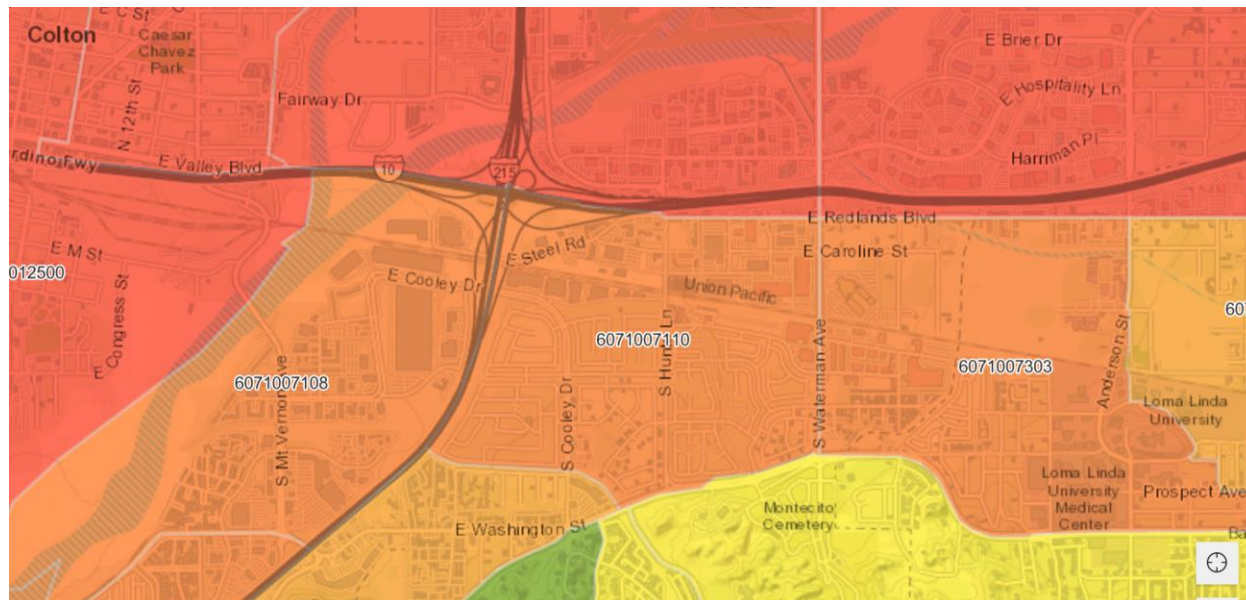 E C St
Colton
Caesar
Chavez
Park
N 12th St
Fairway Dr
E Brier Dr
E Hospitality Ln
Harriman Pl
rdino Fwy
E Valley Blvd
10
215
E Redlands Blvd
E Caroline St
E M St
012500
E Steel Rd
E Cooley Dr
Union Pacific
E Congress St
607
6071007110
S Hunt Ln
S Waterman Ave
6071007303
Anderson St
6071007108
S Mt Vernon Ave
S Cooley Dr
Loma Linda
University
Loma Linda
University
Medical
Center
Prospect Ave
Montecito
Cemetery
E Washington St
Ba